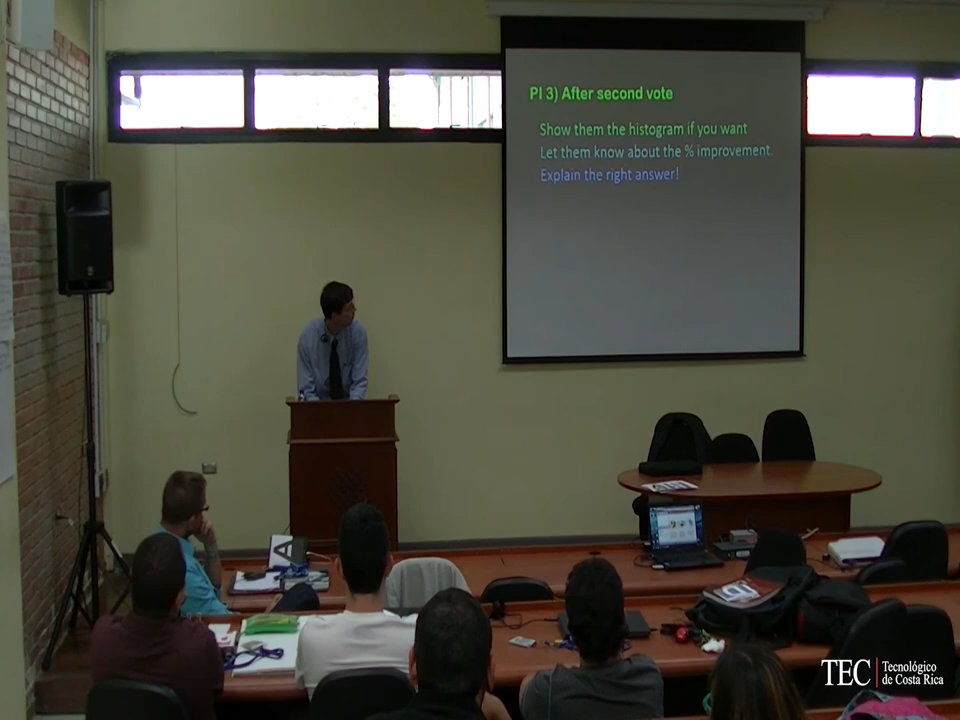 PI 3) After second vote
Show them the histogram if you want
Let them know about the % improvement.
Explain the right answer!
TEC | Tecnológico
de Costa Rica